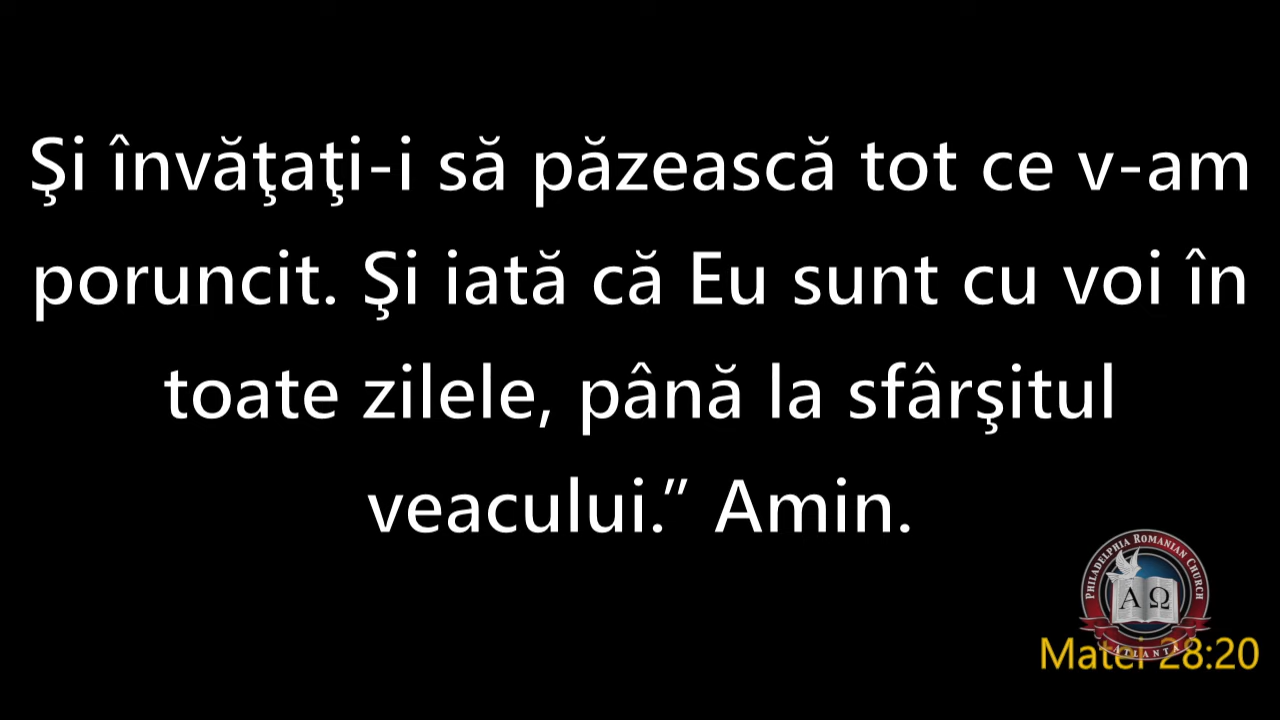 Şi învăţaţi-i să păzească tot ce v-am
poruncit. Şi iată că Eu sunt cu voi în
toate zilele, până la sfârşitul
veacului.” Amin.
PHILADELPHIA ROMANIAN CHURCH
Α Ω
ATLANTA
Matei 28:20